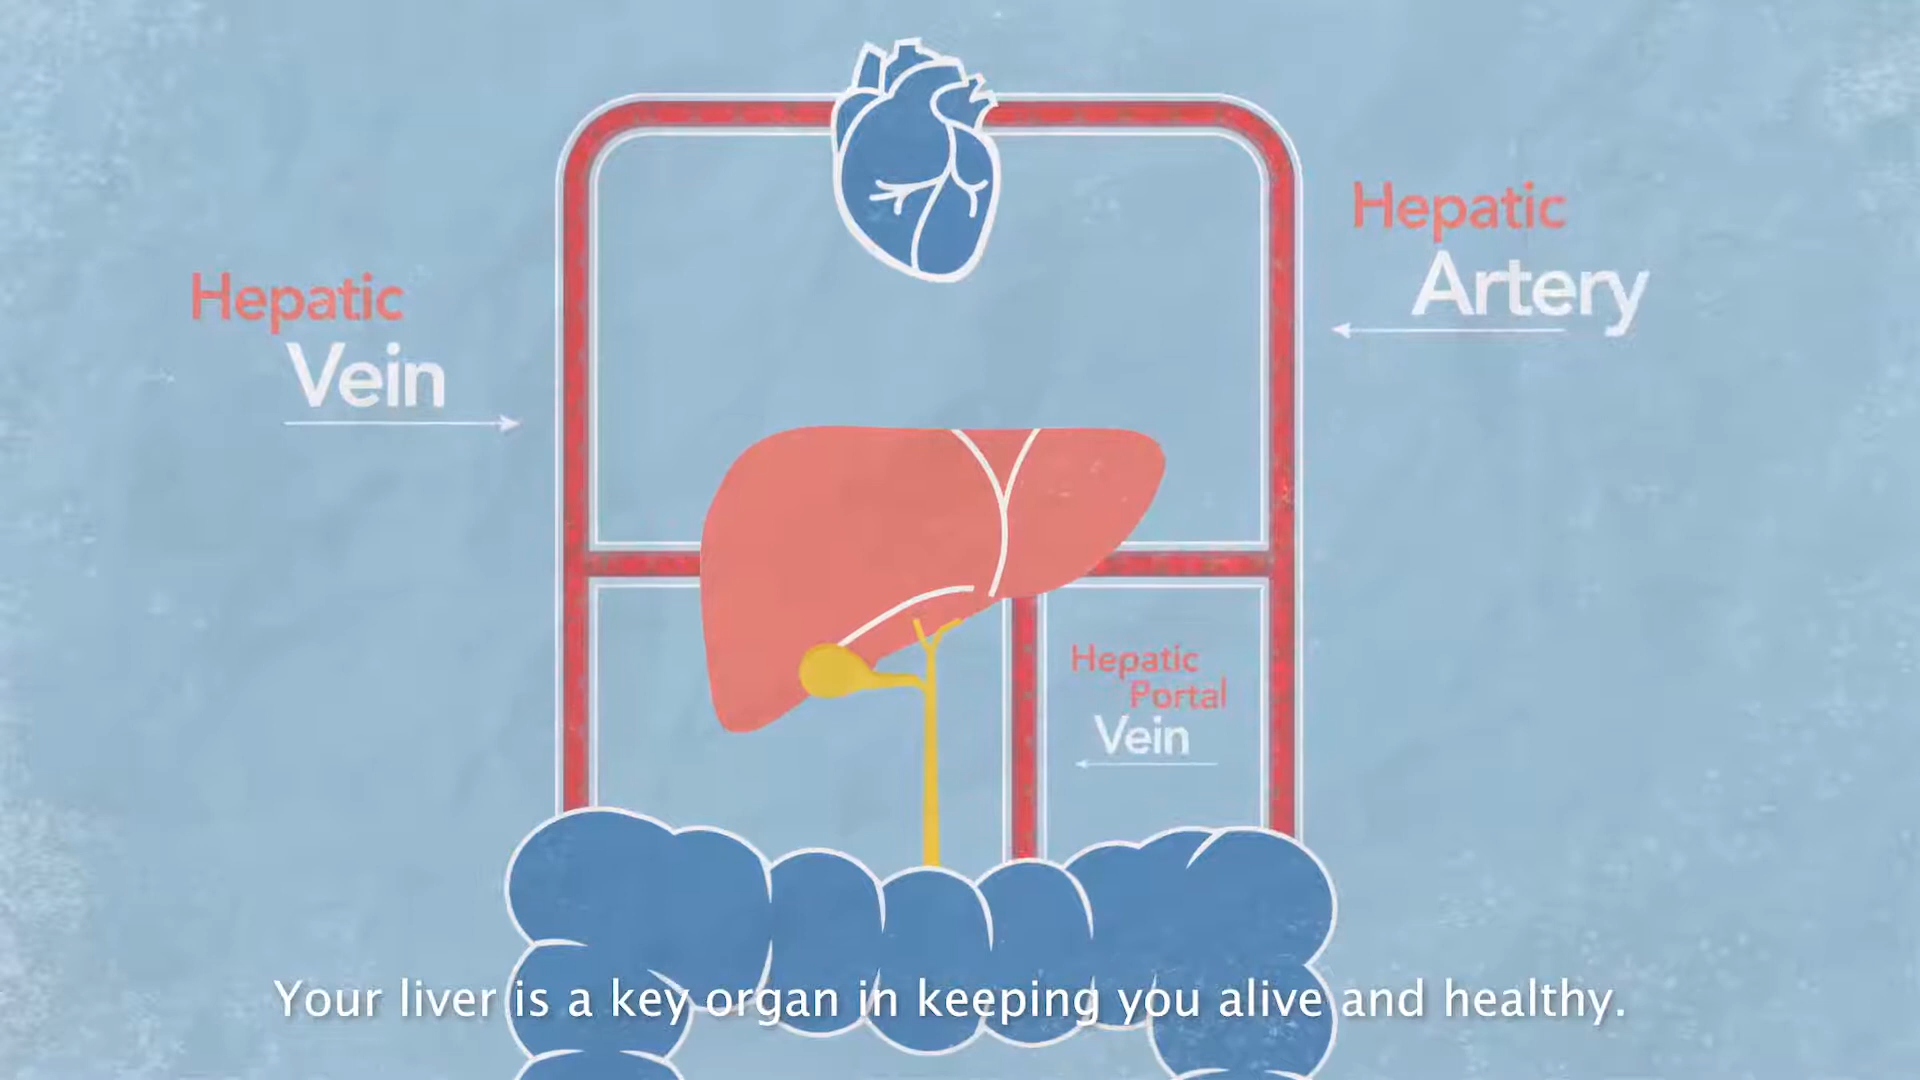 Hepatic
Vein
Hepatic
Artery
Hepatic
Portal
Vein
Your liver is a key organ in keeping you alive and healthy.